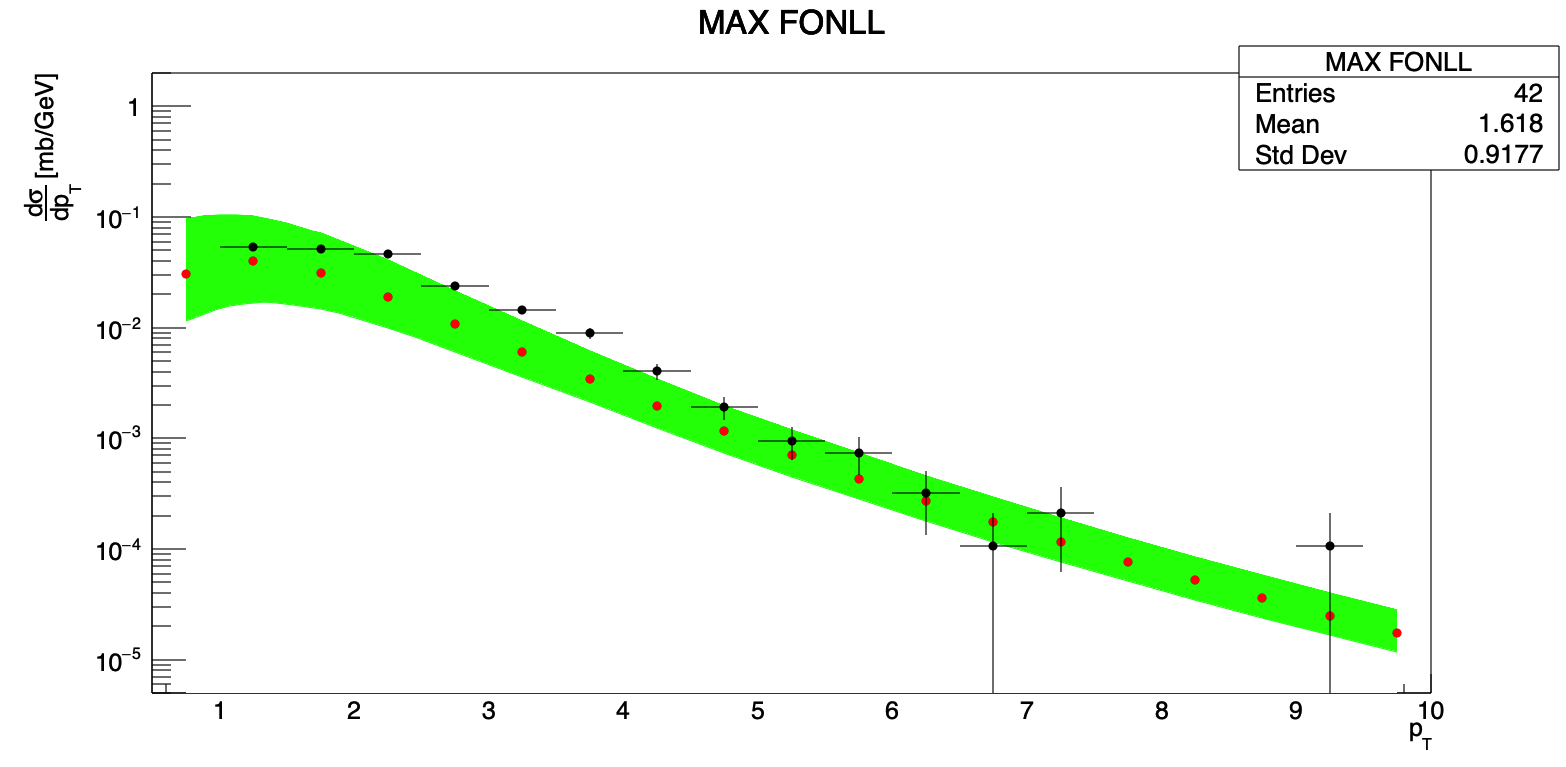 MAX FONLL
MAX FONLL
Entries 42
Mean 1.618
Std Dev 0.9177
dσ/dp_T [mb/GeV]
1
10⁻¹
10⁻²
10⁻³
10⁻⁴
10⁻⁵
1 2 3 4 5 6 7 8 9 10
p_T